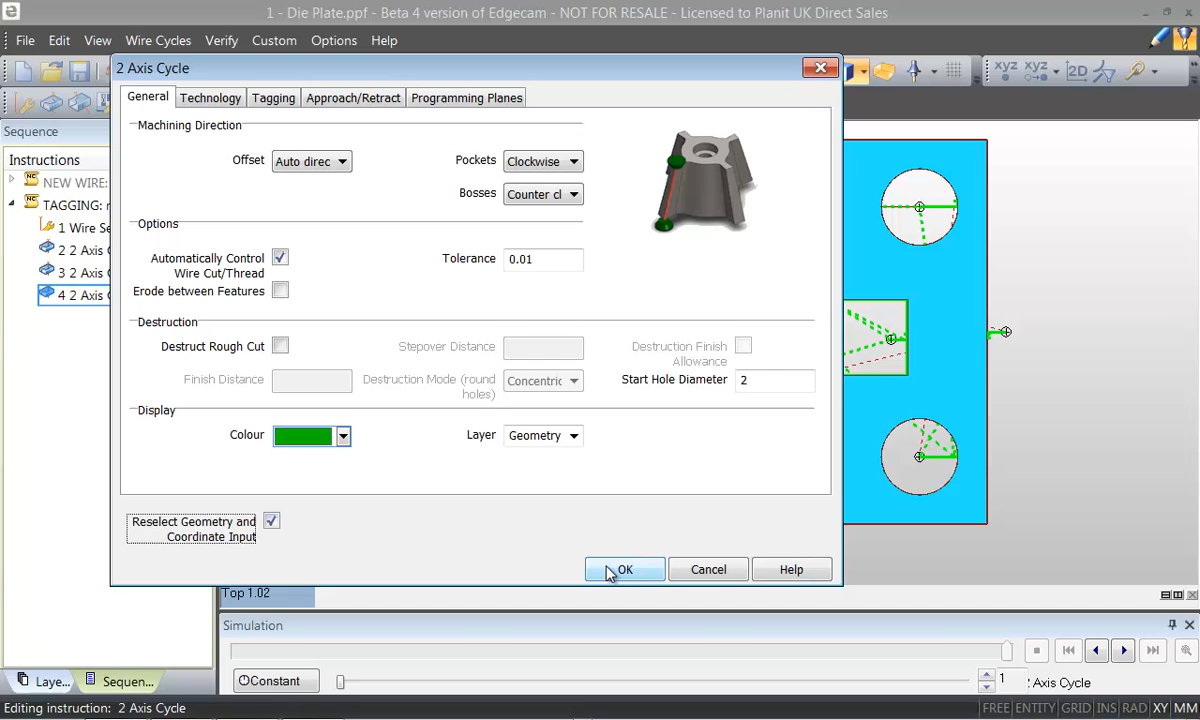 1 - Die Plate.ppf - Beta 4 version of Edgecam - NOT FOR RESALE - Licensed to Planit UK Direct Sales
File Edit View Wire Cycles Verify Custom Options Help
2 Axis Cycle
General Technology Tagging Approach/Retract Programming Planes
Machining Direction
Offset Auto direc Pockets Clockwise
Bosses Counter cl
Options
Automatically Control Wire Cut/Thread Tolerance 0.01
Erode between Features
Destruction
Destruct Rough Cut Stepover Distance Destruction Finish Allowance
Finish Distance Destruction Mode (round holes) Concentric Start Hole Diameter 2
Display
Colour Layer Geometry
Reselect Geometry and Coordinate Input
OK Cancel Help
xyz xyz 2D
Sequence
Instructions
NEW WIRE:
TAGGING:
1 Wire Se
2 2 Axis
3 2 Axis
4 2 Axis
Top 1.02
Simulation
Constant 1 2 Axis Cycle
Laye... Sequen...
Editing instruction: 2 Axis Cycle FREE ENTITY GRID INS RAD XY MM